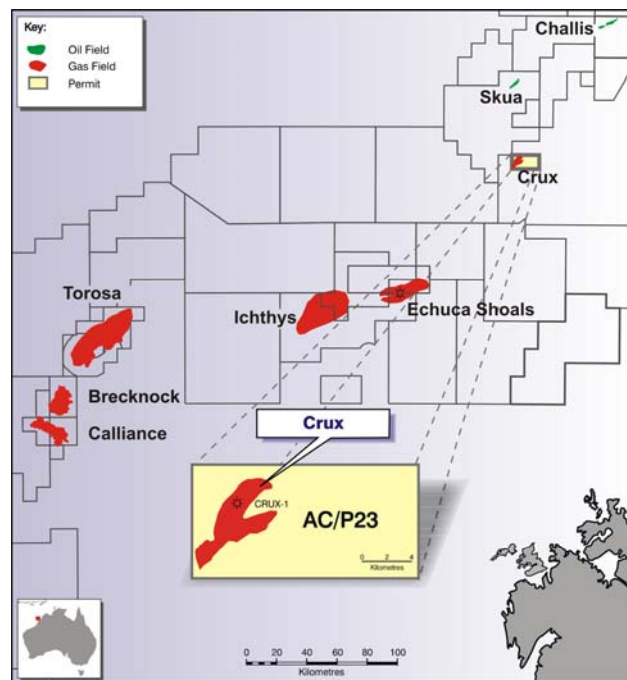 Key:
Oil Field
Gas Field
Permit
Challis
Skua
Crux
Torosa
Ichthys
Echuca Shoals
Brecknock
Calliance
Crux
CRUX-1
AC/P23
0 2 4
Kilometres
0 20 40 60 80 100
kilometres